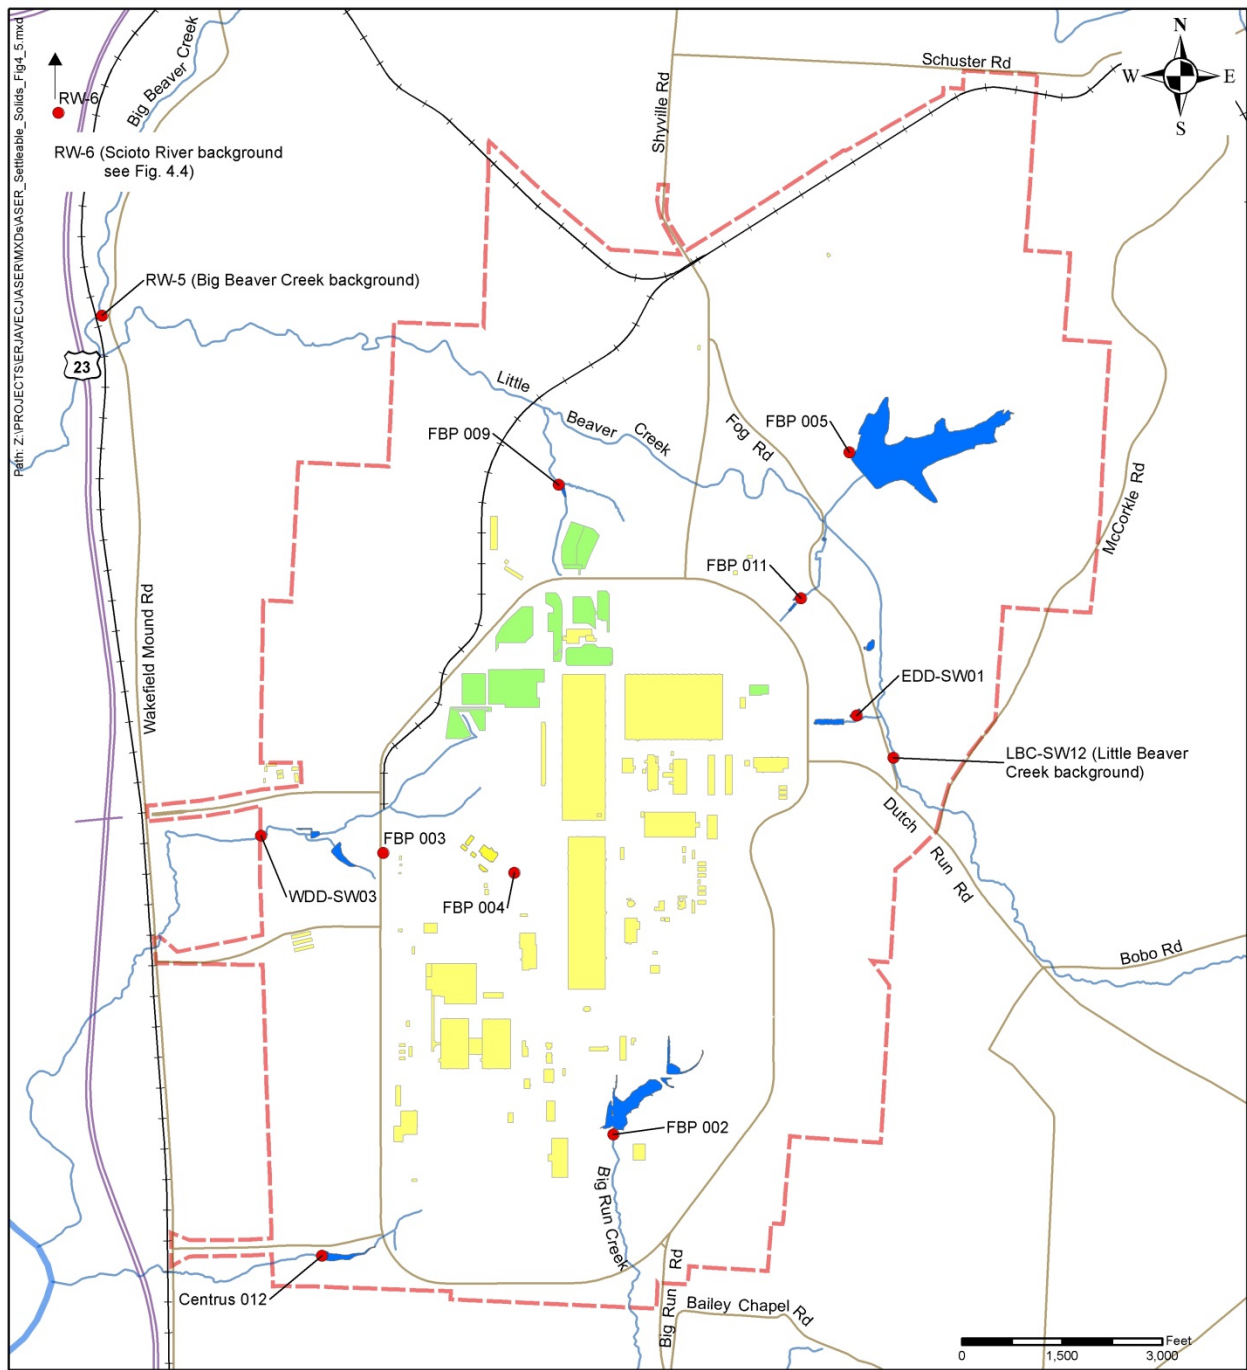 Path: Z:\PROJECTS\ERJAVECJ\ASER\MXDs\ASER_Settleable_Solids_Fig4_5.mxd
Big Beaver Creek
RW-6
RW-6 (Scioto River background
see Fig. 4.4)
Schuster Rd
Shyville Rd
N
W
E
S
RW-5 (Big Beaver Creek background)
23
Little
Beaver
Creek
FBP 009
Fog Rd
FBP 005
McCorkle Rd
FBP 011
Wakefield Mound Rd
EDD-SW01
LBC-SW12 (Little Beaver
Creek background)
Dutch
Run
Rd
FBP 003
WDD-SW03
FBP 004
Bobo Rd
FBP 002
Big Run Creek
Centrus 012
Big Run Rd
Bailey Chapel Rd
Feet
0
1,500
3,000